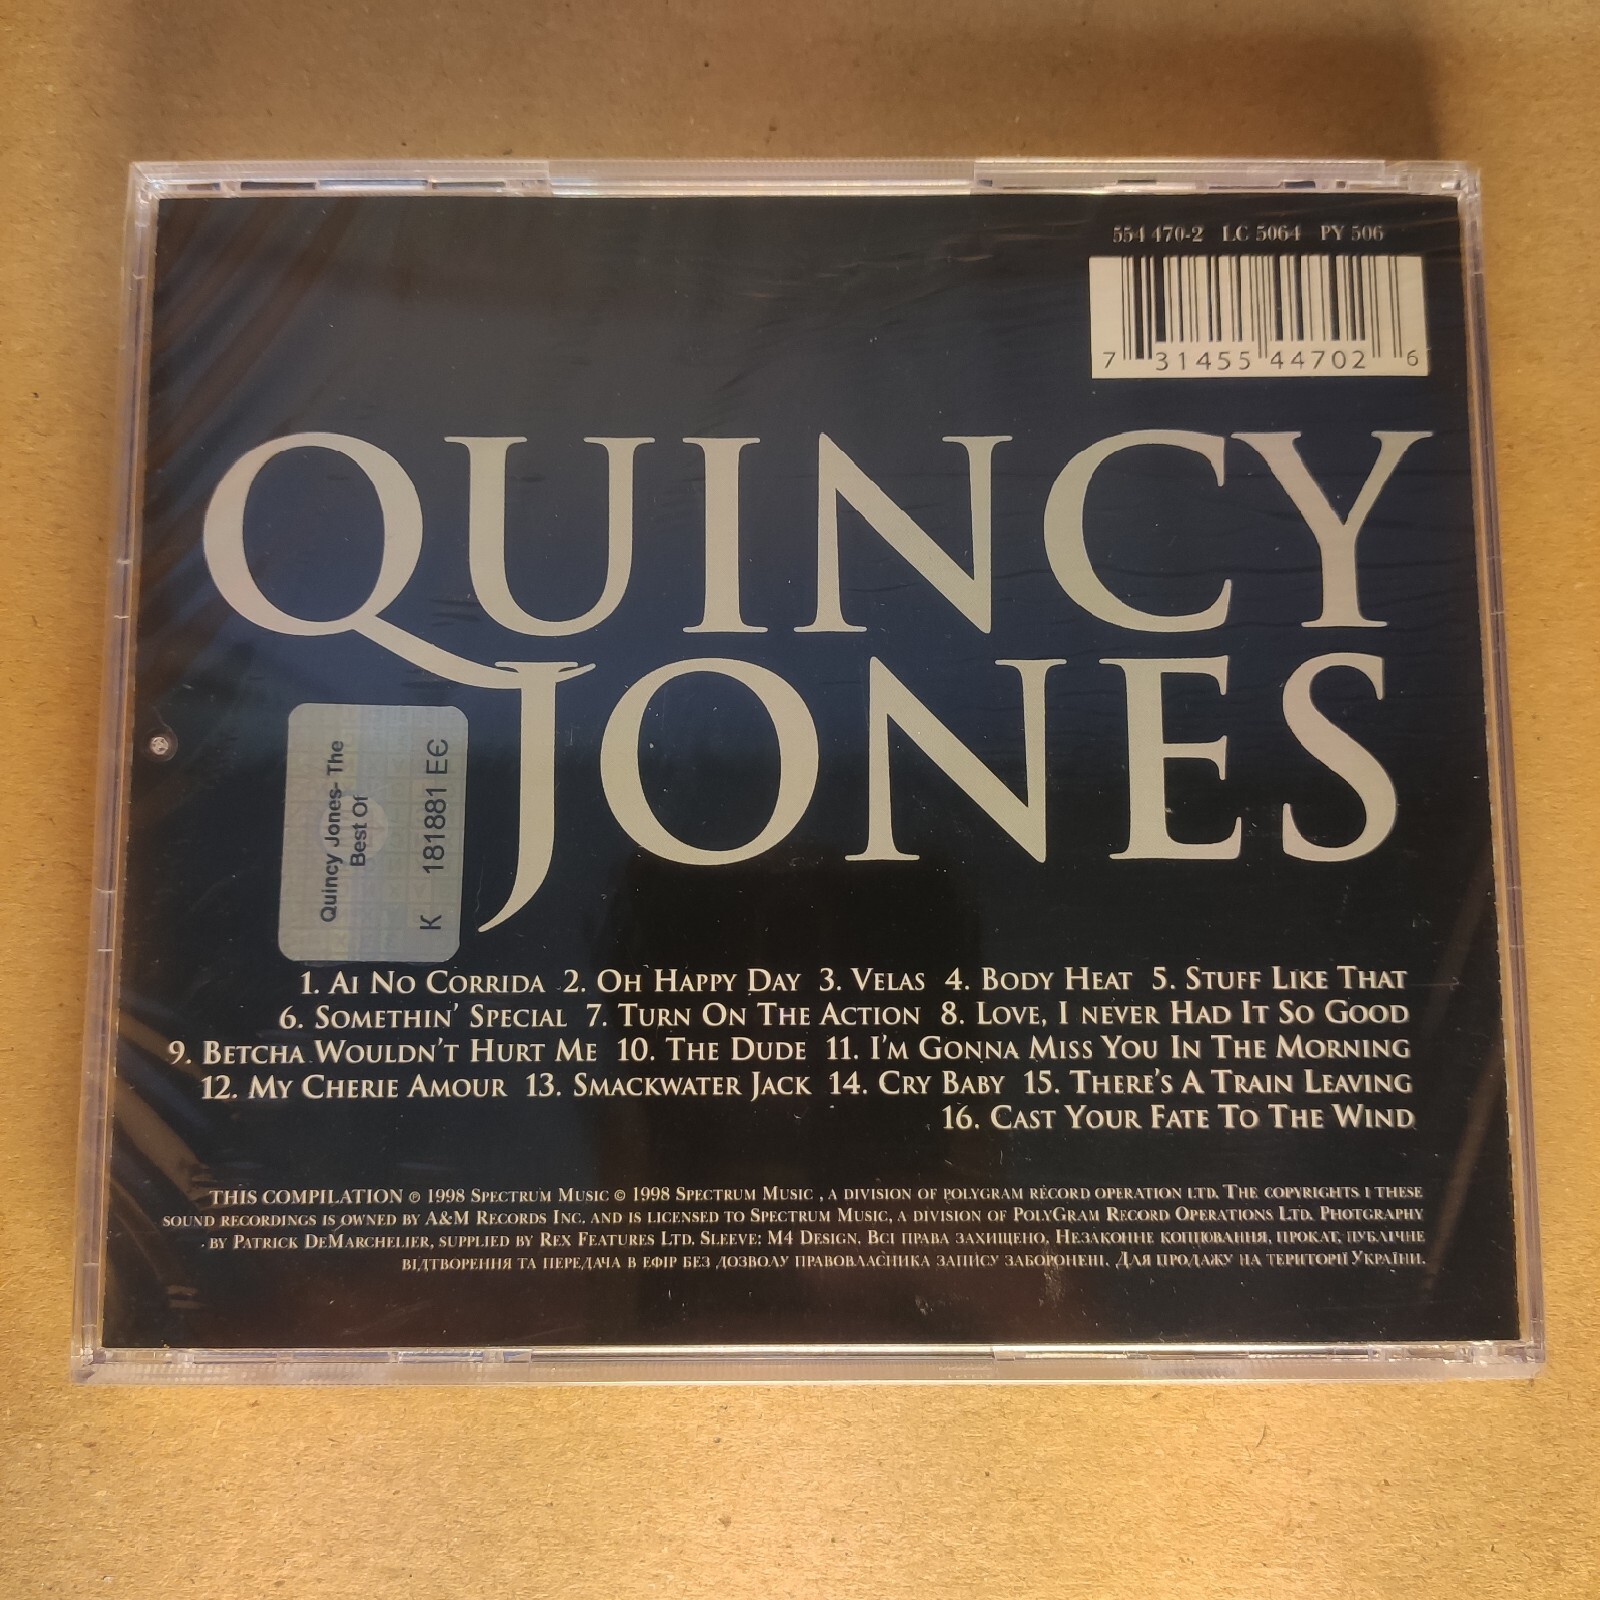 554 470-2 LC 5064 PY 506
7 31455 44702 6
QUINCY
JONES
Quincy Jones- The
Best Of
К 181881 ЕЄ
1. Ai No Corrida 2. Oh Happy Day 3. Velas 4. Body Heat 5. Stuff Like That
6. Somethin' Special 7. Turn On The Action 8. Love, I never Had It So Good
9. Betcha Wouldn't Hurt Me 10. The Dude 11. I'm Gonna Miss You In The Morning
12. My Cherie Amour 13. Smackwater Jack 14. Cry Baby 15. There's A Train Leaving
16. Cast Your Fate To The Wind
THIS COMPILATION ℗ 1998 Spectrum Music © 1998 Spectrum Music , a division of polygram record operation ltd. The copyrights i these
sound recordings is owned by A&M Records Inc. and is licensed to Spectrum Music, a division of PolyGram Record Operations Ltd. Photgraphy
by Patrick DeMarchelier, supplied by Rex Features Ltd. Sleeve: M4 Design. Всі права захищено. Незаконне копіювання, прокат, публічне
відтворення та передача в ефір без дозволу правовласника запису заборонені. Для продажу на території України.